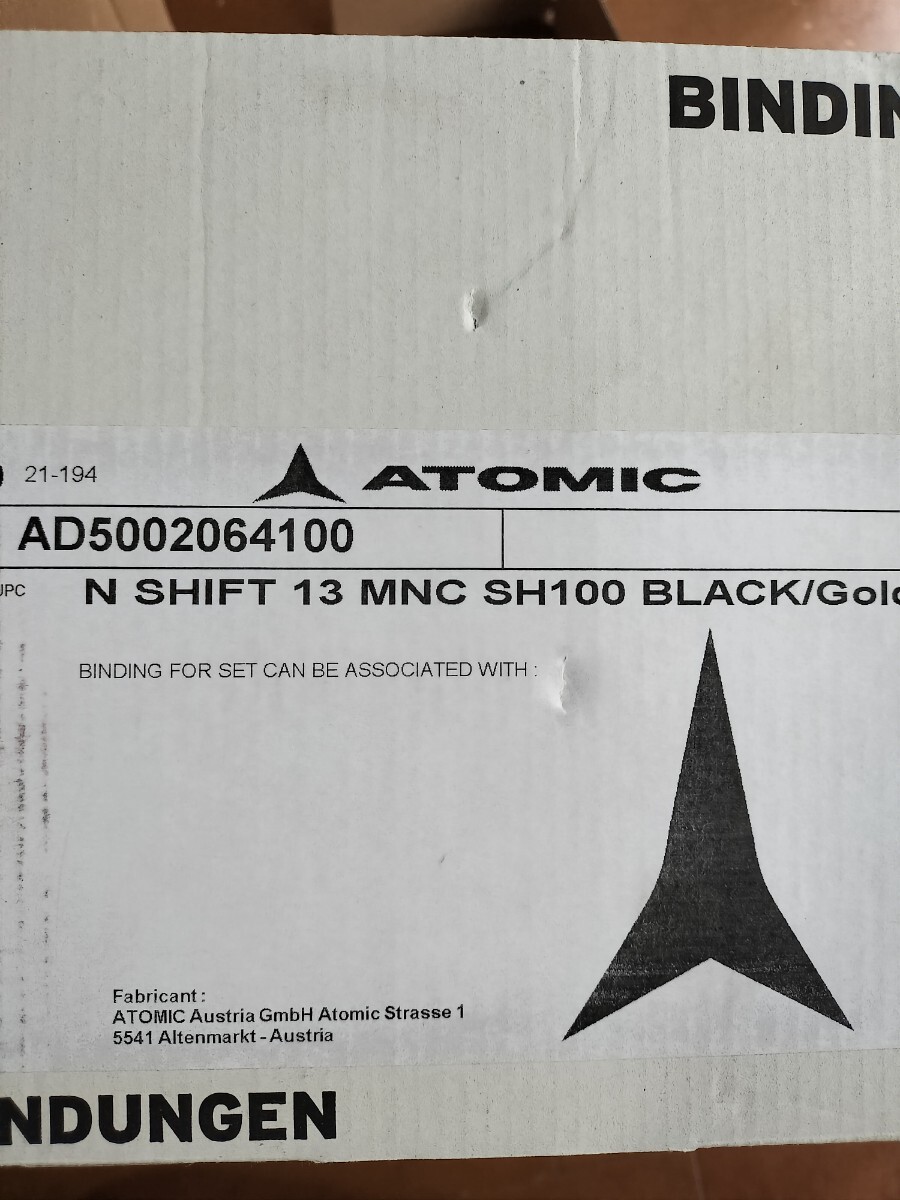 BINDIN
21-194
ATOMIC
AD5002064100
UPC
N SHIFT 13 MNC SH100 BLACK/Gold
BINDING FOR SET CAN BE ASSOCIATED WITH :
Fabricant :
ATOMIC Austria GmbH Atomic Strasse 1
5541 Altenmarkt - Austria
NDUNGEN